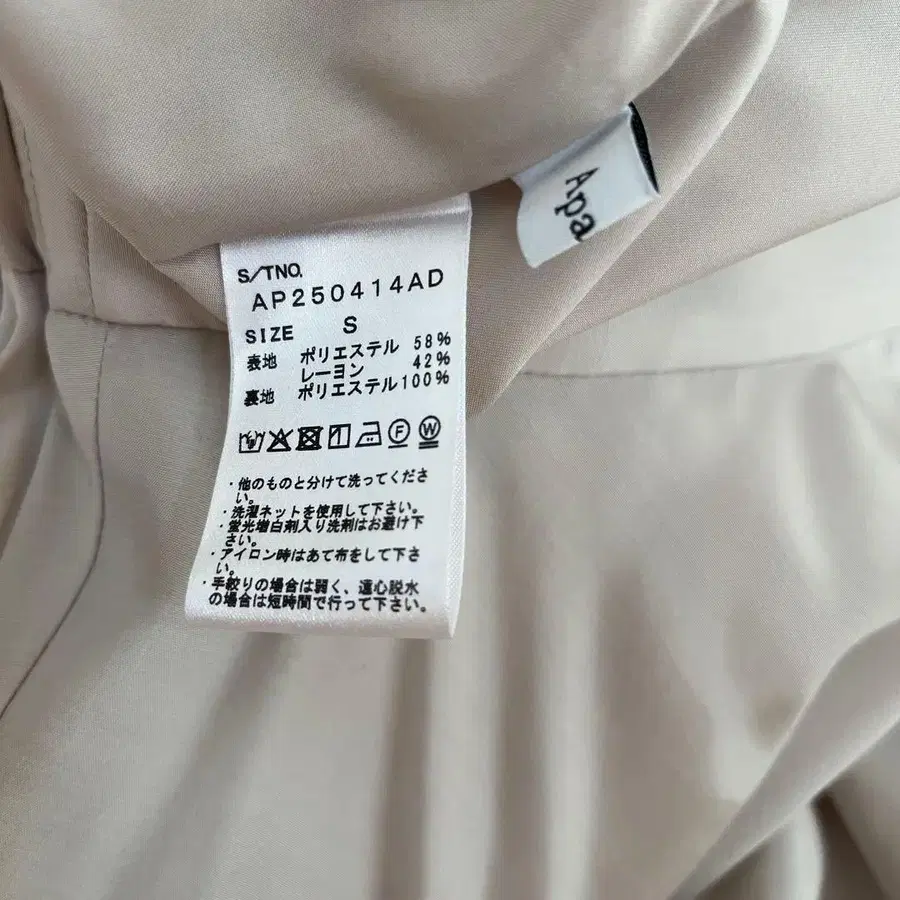 Apa
S/TNO.
AP250414AD
SIZE S
表地 ポリエステル 58%
レーヨン 42%
裏地 ポリエステル100%
F W
・他のものと分けて洗ってくださ
い。
・洗濯ネットを使用して下さい。
・蛍光増白剤入り洗剤はお避け下
さい。
・アイロン時はあて布をして下さ
い。
・手絞りの場合は弱く、遠心脱水
の場合は短時間で行って下さい。